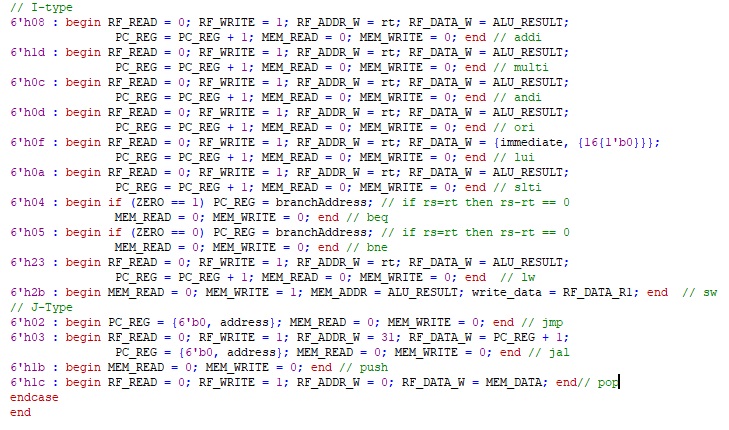 // I-type
6'h08 : begin RF_READ = 0; RF_WRITE = 1; RF_ADDR_W = rt; RF_DATA_W = ALU_RESULT;
PC_REG = PC_REG + 1; MEM_READ = 0; MEM_WRITE = 0; end // addi
6'h1d : begin RF_READ = 0; RF_WRITE = 1; RF_ADDR_W = rt; RF_DATA_W = ALU_RESULT;
PC_REG = PC_REG + 1; MEM_READ = 0; MEM_WRITE = 0; end // multi
6'h0c : begin RF_READ = 0; RF_WRITE = 1; RF_ADDR_W = rt; RF_DATA_W = ALU_RESULT;
PC_REG = PC_REG + 1; MEM_READ = 0; MEM_WRITE = 0; end // andi
6'h0d : begin RF_READ = 0; RF_WRITE = 1; RF_ADDR_W = rt; RF_DATA_W = ALU_RESULT;
PC_REG = PC_REG + 1; MEM_READ = 0; MEM_WRITE = 0; end // ori
6'h0f : begin RF_READ = 0; RF_WRITE = 1; RF_ADDR_W = rt; RF_DATA_W = {immediate, {16{1'b0}}};
PC_REG = PC_REG + 1; MEM_READ = 0; MEM_WRITE = 0; end // lui
6'h0a : begin RF_READ = 0; RF_WRITE = 1; RF_ADDR_W = rt; RF_DATA_W = ALU_RESULT;
PC_REG = PC_REG + 1; MEM_READ = 0; MEM_WRITE = 0; end // slti
6'h04 : begin if (ZERO == 1) PC_REG = branchAddress; // if rs=rt then rs-rt == 0
MEM_READ = 0; MEM_WRITE = 0; end // beq
6'h05 : begin if (ZERO == 0) PC_REG = branchAddress; // if rs=rt then rs-rt == 0
MEM_READ = 0; MEM_WRITE = 0; end // bne
6'h23 : begin RF_READ = 0; RF_WRITE = 1; RF_ADDR_W = rt; RF_DATA_W = ALU_RESULT;
PC_REG = PC_REG + 1; MEM_READ = 0; MEM_WRITE = 0; end // lw
6'h2b : begin MEM_READ = 0; MEM_WRITE = 1; MEM_ADDR = ALU_RESULT; write_data = RF_DATA_R1; end // sw
// J-Type
6'h02 : begin PC_REG = {6'b0, address}; MEM_READ = 0; MEM_WRITE = 0; end // jmp
6'h03 : begin RF_READ = 0; RF_WRITE = 1; RF_ADDR_W = 31; RF_DATA_W = PC_REG + 1;
PC_REG = {6'b0, address}; MEM_READ = 0; MEM_WRITE = 0; end // jal
6'h1b : begin MEM_READ = 0; MEM_WRITE = 0; end // push
6'h1c : begin RF_READ = 0; RF_WRITE = 1; RF_ADDR_W = 0; RF_DATA_W = MEM_DATA; end// pop
endcase
end